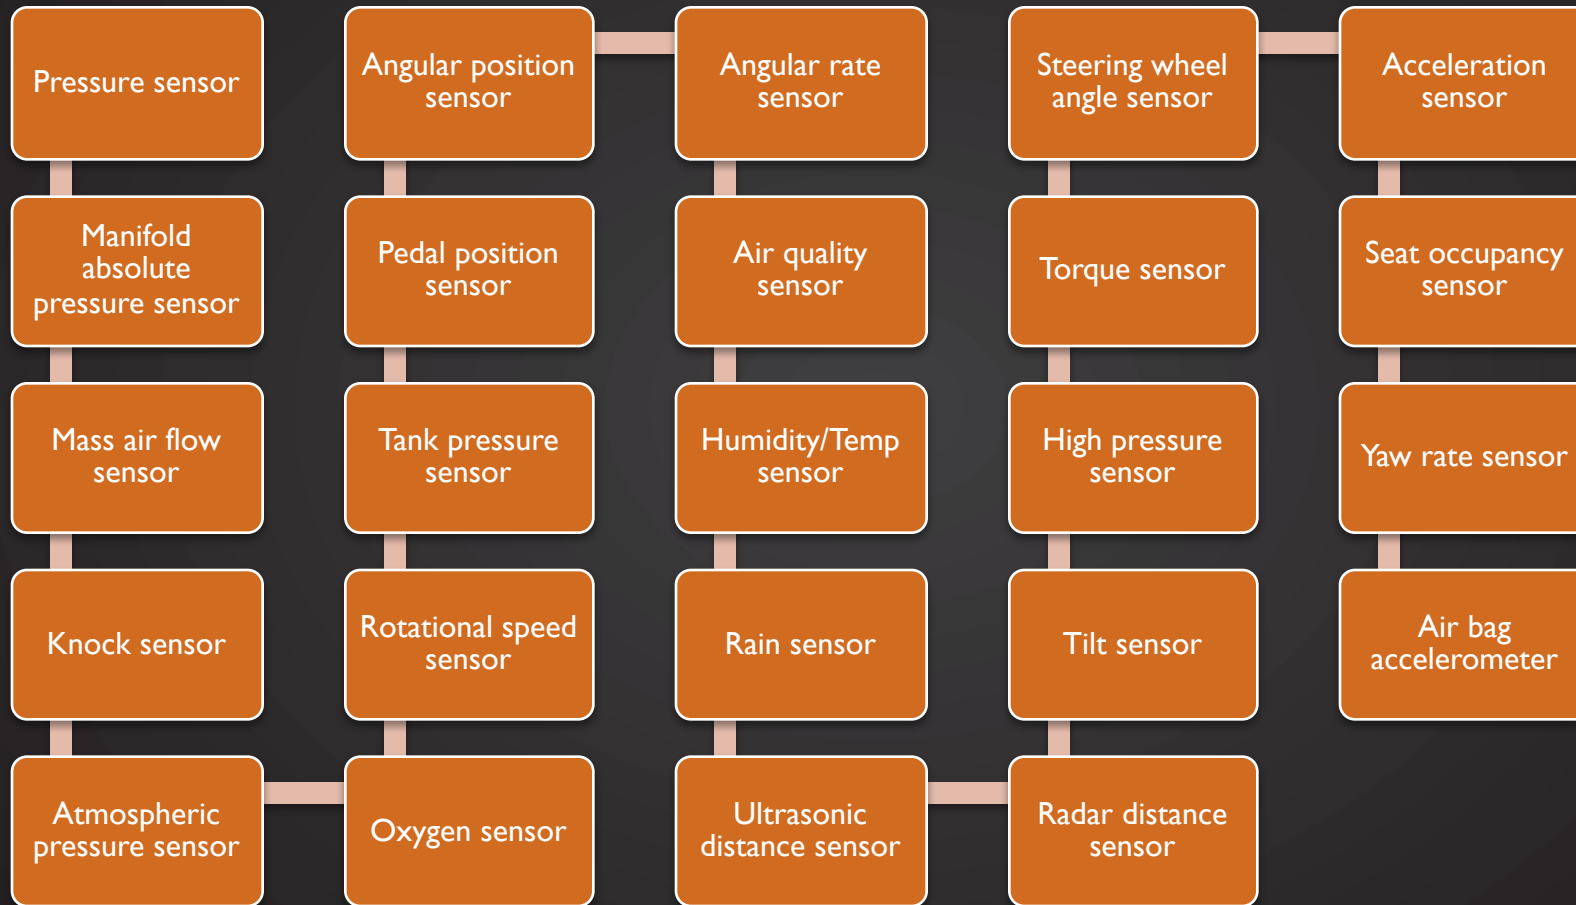 Pressure sensor
Manifold
absolute
pressure sensor
Mass air flow
sensor
Knock sensor
Atmospheric
pressure sensor
Oxygen sensor
Rotational speed
sensor
Tank pressure
sensor
Pedal position
sensor
Angular position
sensor
Angular rate
sensor
Air quality
sensor
Humidity/Temp
sensor
Rain sensor
Ultrasonic
distance sensor
Radar distance
sensor
Tilt sensor
High pressure
sensor
Torque sensor
Steering wheel
angle sensor
Acceleration
sensor
Seat occupancy
sensor
Yaw rate sensor
Air bag
accelerometer